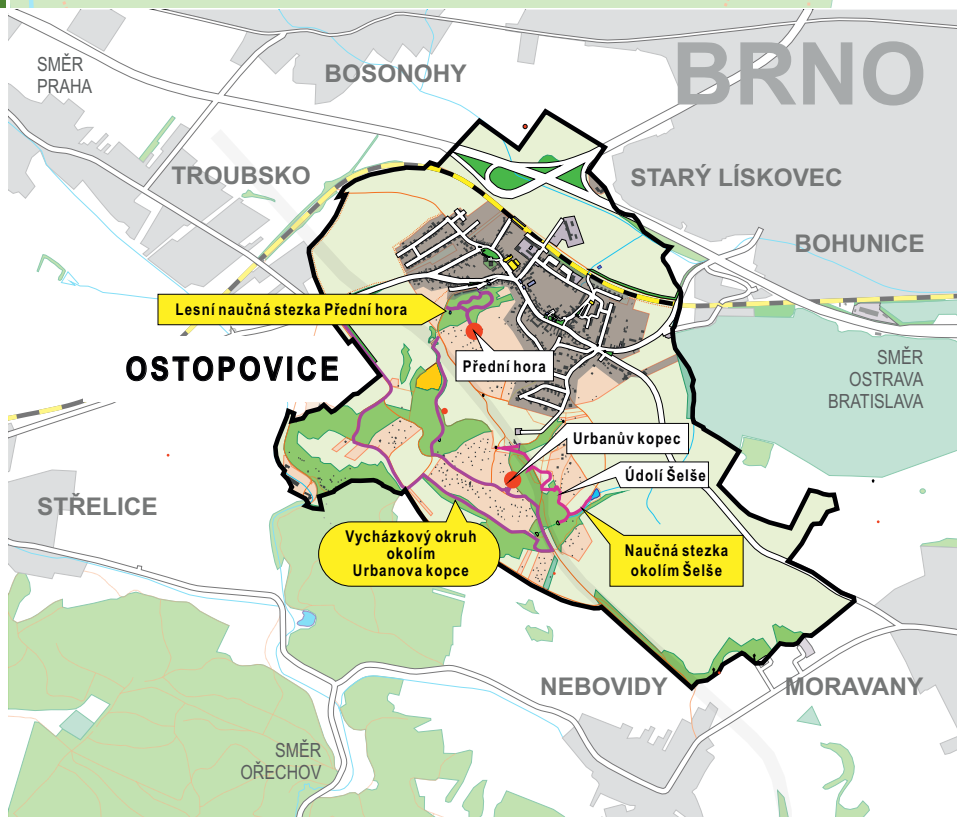 BRNO
SMĚR
PRAHA
BOSONOHY
TROUBSKO
STARÝ LÍSKOVEC
BOHUNICE
Lesní naučná stezka Přední hora
OSTOPOVICE
Přední hora
SMĚR
OSTRAVA
BRATISLAVA
Urbanův kopec
Údolí Šelše
STŘELICE
Vycházkový okruh
okolím
Urbanova kopce
Naučná stezka
okolím Šelše
NEBOVIDY
MORAVANY
SMĚR
OŘECHOV